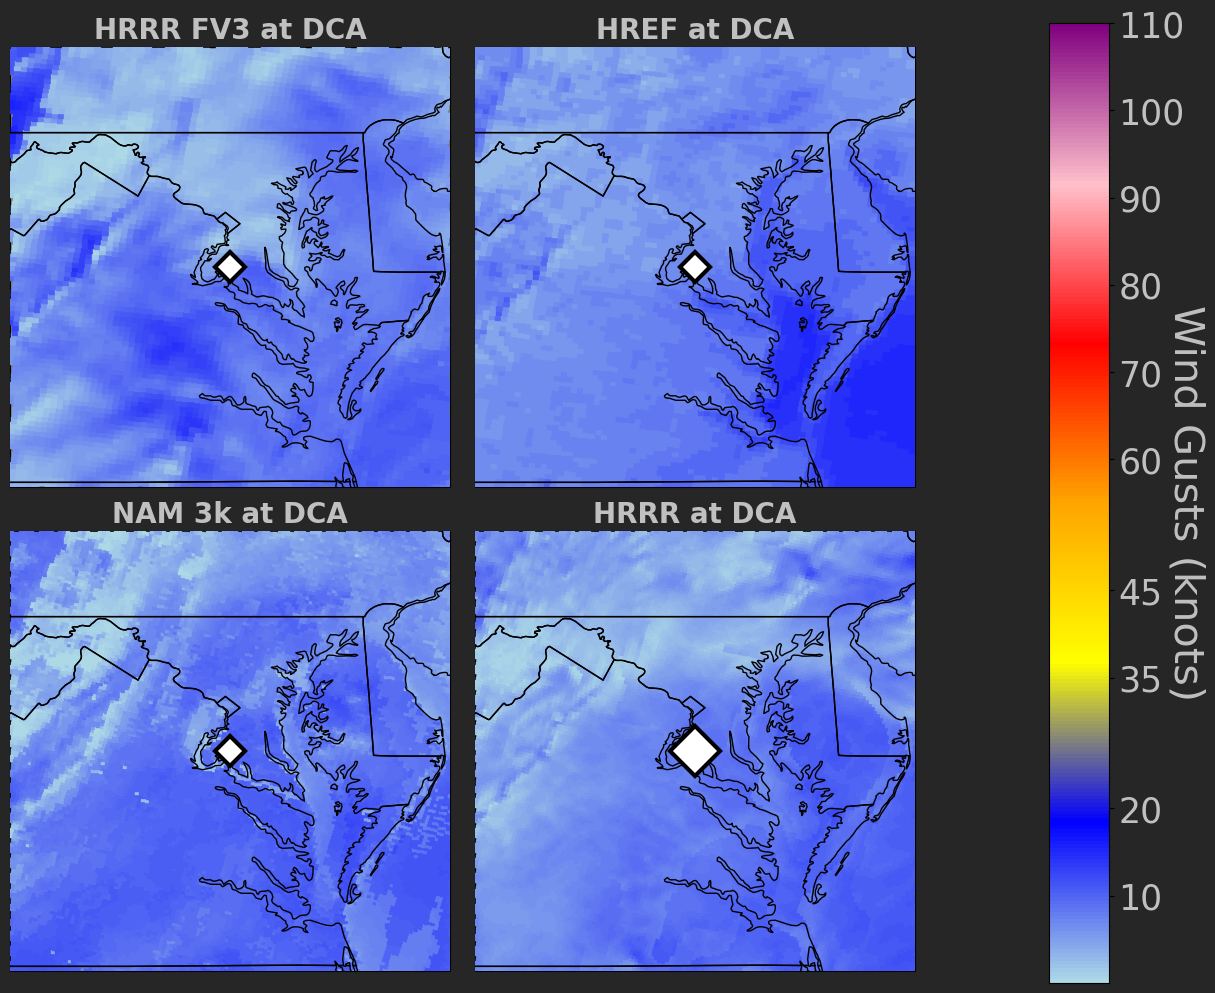 HRRR FV3 at DCA
HREF at DCA
NAM 3k at DCA
HRRR at DCA
110
100
90
80
70
60
45
35
20
10
Wind Gusts (knots)